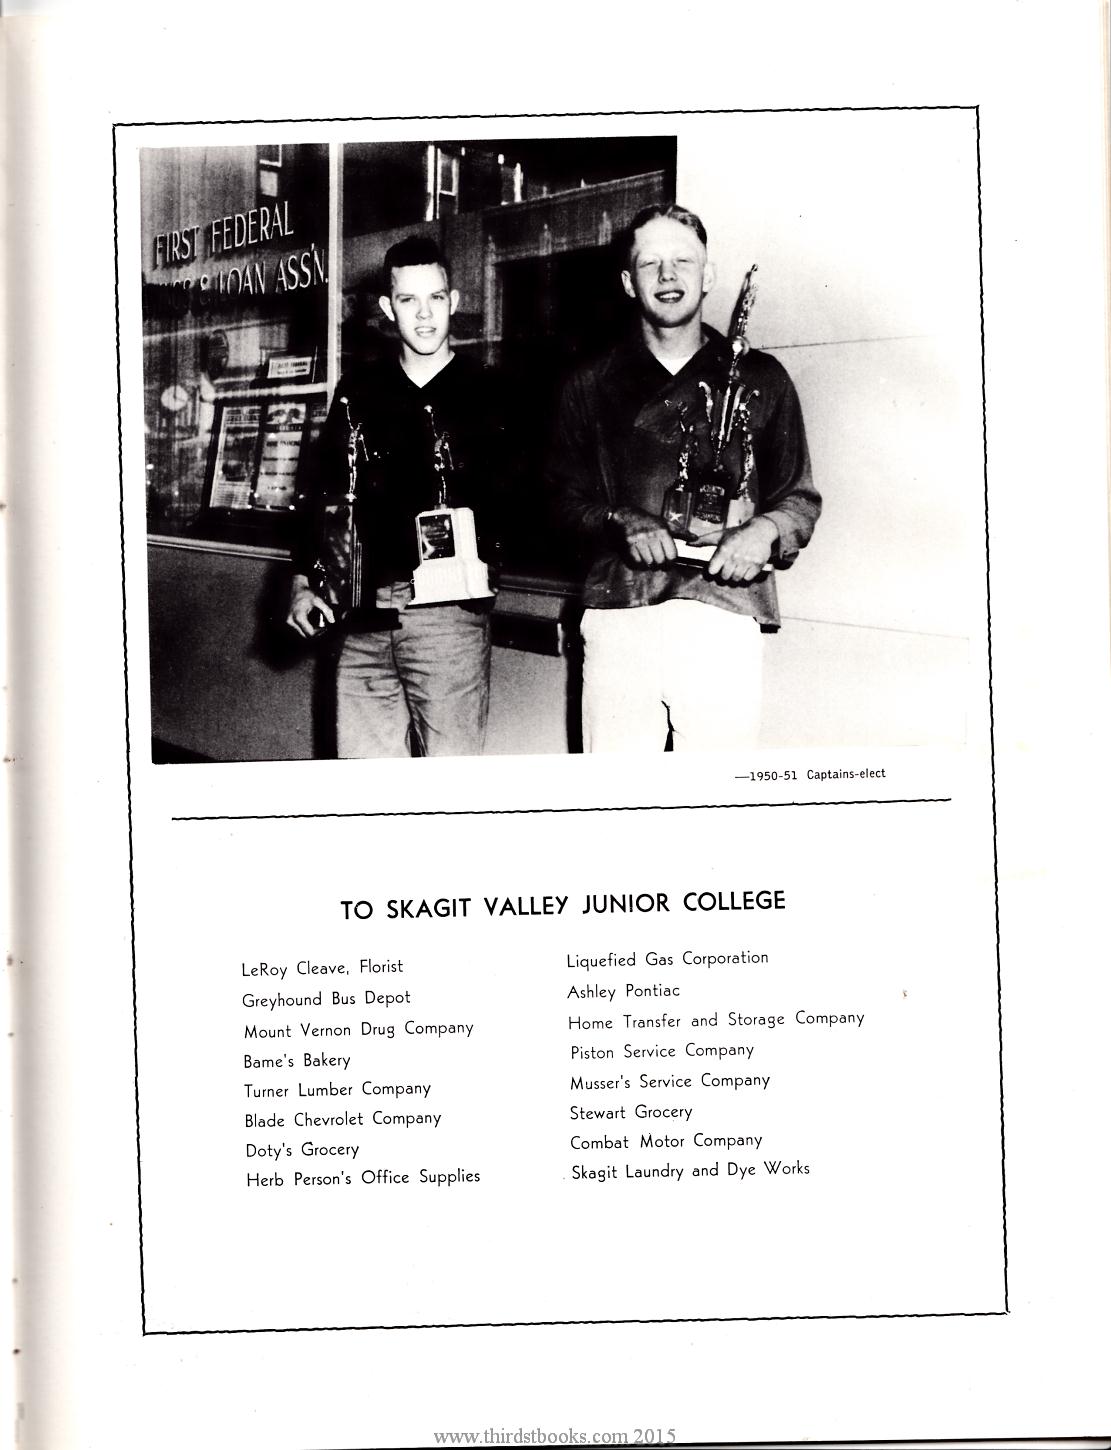 FIRST FEDERAL
& LOAN ASS'N.
—1950-51 Captains-elect
TO SKAGIT VALLEY JUNIOR COLLEGE
LeRoy Cleave, Florist
Greyhound Bus Depot
Mount Vernon Drug Company
Bame's Bakery
Turner Lumber Company
Blade Chevrolet Company
Doty's Grocery
Herb Person's Office Supplies
Liquefied Gas Corporation
Ashley Pontiac
Home Transfer and Storage Company
Piston Service Company
Musser's Service Company
Stewart Grocery
Combat Motor Company
Skagit Laundry and Dye Works
www.thirdstbooks.com 2015